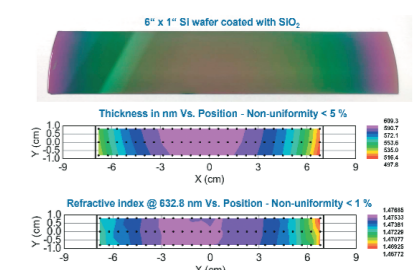 6“ x 1“ Si wafer coated with SiO₂
Thickness in nm Vs. Position - Non-uniformity < 5 %
Y (cm)
1.0
0.5
0.0
-0.5
-1.0
-9 -6 -3 0 3 6 9
X (cm)
609.3
590.7
572.1
553.6
535.0
516.4
497.8
Refractive index @ 632.8 nm Vs. Position - Non-uniformity < 1 %
Y (cm)
1.0
0.5
0.0
-0.5
-1.0
-9 -6 -3 0 3 6 9
X (cm)
1.47685
1.47533
1.47381
1.47229
1.47077
1.46925
1.46772